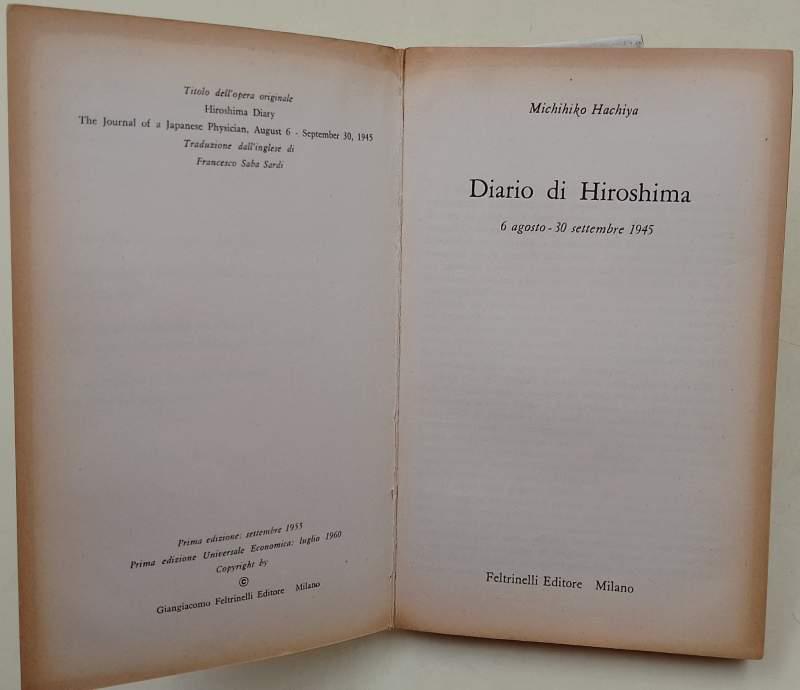 Titolo dell'opera originale
Hiroshima Diary
The Journal of a Japanese Physician, August 6 - September 30, 1945
Traduzione dall'inglese di
Francesco Saba Sardi
Prima edizione: settembre 1955
Prima edizione Universale Economica: luglio 1960
Copyright by
©
Giangiacomo Feltrinelli Editore Milano
Michihiko Hachiya
Diario di Hiroshima
6 agosto - 30 settembre 1945
Feltrinelli Editore Milano